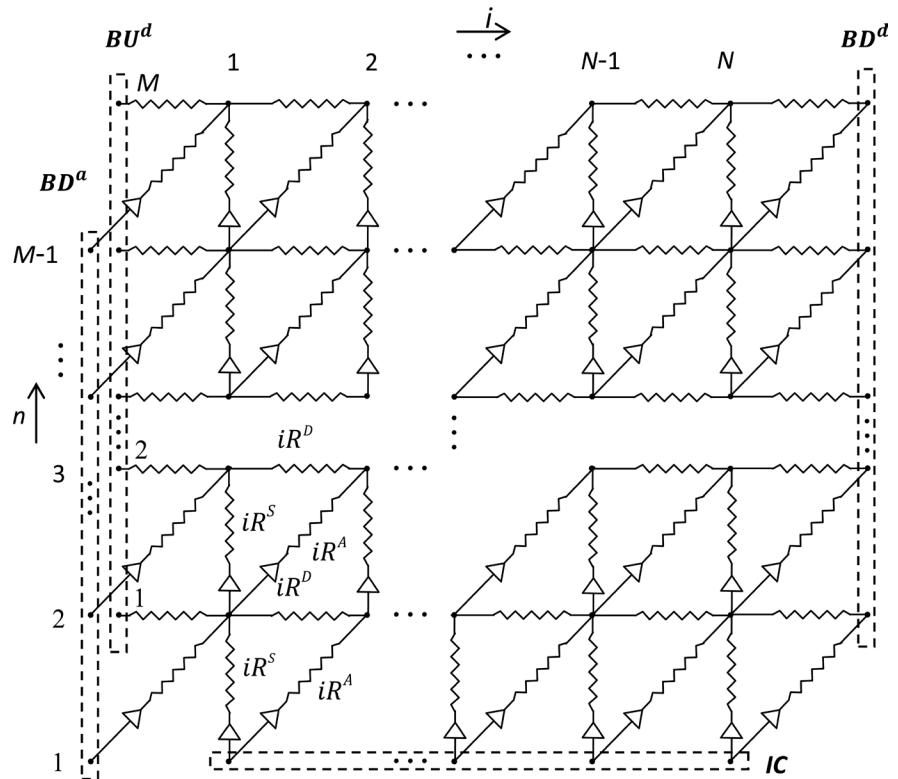 BU^d
i
BD^d
M 1 2 ... N-1 N
...
BD^a
M-1 ...
...
n
...
2 iR^D
3 ...
iR^S
iR^A
iR^D
1
2 ...
iR^S
iR^A
1 ... IC